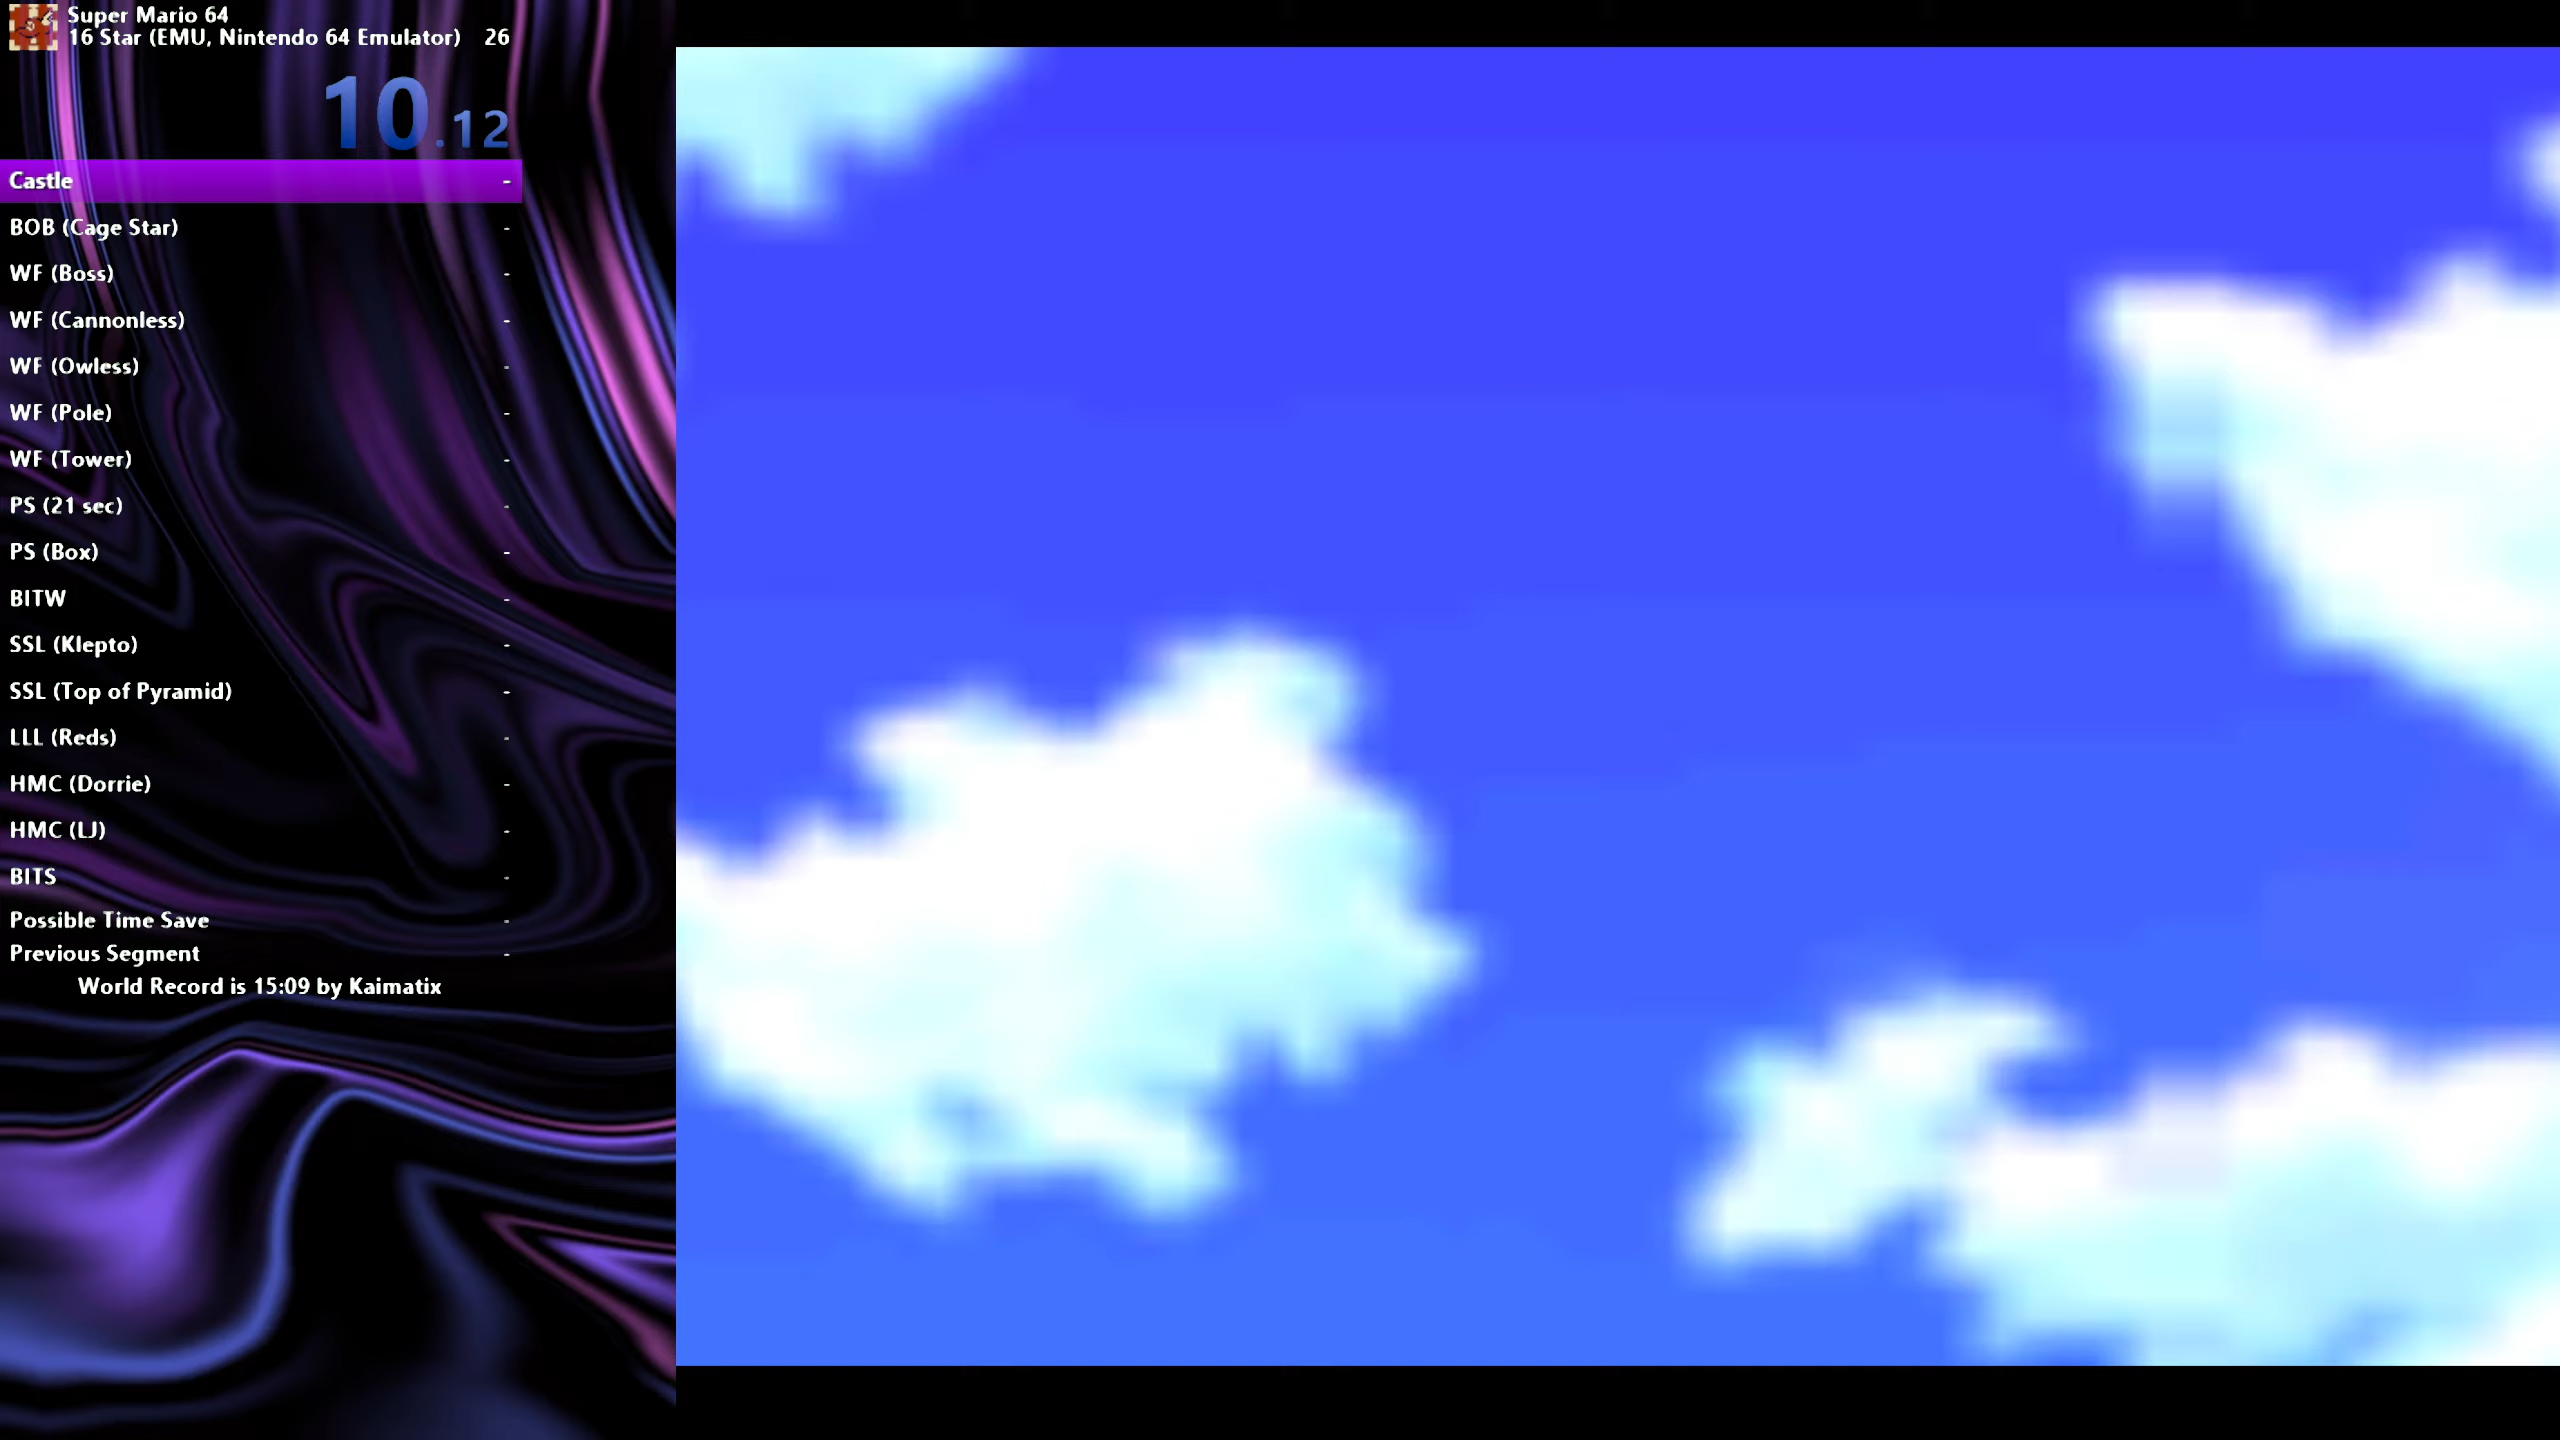 Super Mario 64
16 Star (EMU, Nintendo 64 Emulator) 26
10.12
Castle -
BOB (Cage Star) -
WF (Boss) -
WF (Cannonless) -
WF (Owless) -
WF (Pole) -
WF (Tower) -
PS (21 sec) -
PS (Box) -
BITW -
SSL (Klepto) -
SSL (Top of Pyramid) -
LLL (Reds) -
HMC (Dorrie) -
HMC (LJ) -
BITS -
Possible Time Save -
Previous Segment -
World Record is 15:09 by Kaimatix